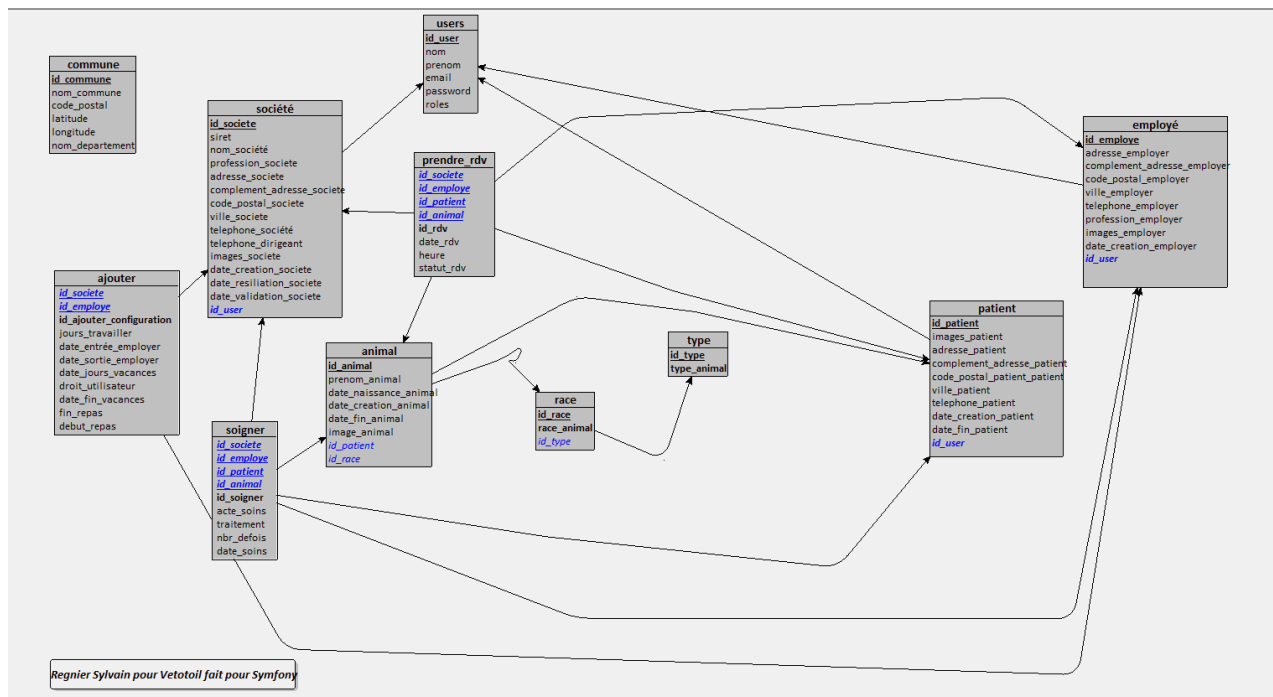 users
id_user
nom
prenom
email
password
roles
commune
id_commune
nom_commune
code_postal
latitude
longitude
nom_departement
société
id_societe
siret
nom_société
profession_societe
adresse_societe
complement_adresse_societe
code_postal_societe
ville_societe
telephone_société
telephone_dirigeant
images_societe
date_creation_societe
date_resiliation_societe
date_validation_societe
id_user
prendre_rdv
id_societe
id_employe
id_patient
id_animal
id_rdv
date_rdv
heure
statut_rdv
employé
id_employe
adresse_employer
complement_adresse_employer
code_postal_employer
ville_employer
telephone_employer
profession_employer
images_employer
date_creation_employer
id_user
ajouter
id_societe
id_employe
id_ajouter_configuration
jours_travailler
date_entrée_employer
date_sortie_employer
date_jours_vacances
droit_utilisateur
date_fin_vacances
fin_repas
debut_repas
animal
id_animal
prenom_animal
date_naissance_animal
date_creation_animal
date_fin_animal
image_animal
id_patient
id_race
type
id_type
type_animal
race
id_race
race_animal
id_type
patient
id_patient
images_patient
adresse_patient
complement_adresse_patient
code_postal_patient_patient
ville_patient
telephone_patient
date_creation_patient
date_fin_patient
id_user
soigner
id_societe
id_employe
id_patient
id_animal
id_soigner
acte_soins
traitement
nbr_defois
date_soins
Regnier Sylvain pour Vetotoil fait pour Symfony